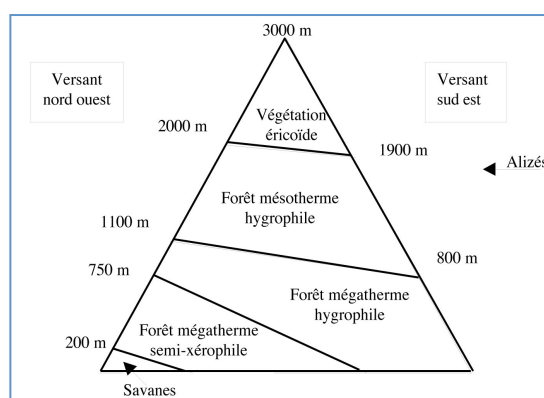 3000 m
Versant
nord ouest
Versant
sud est
Végétation
éricoïde
2000 m
1900 m
Alizés
Forêt mésotherme
hygrophile
1100 m
800 m
750 m
Forêt mégatherme
hygrophile
Forêt mégatherme
semi-xérophile
200 m
Savanes